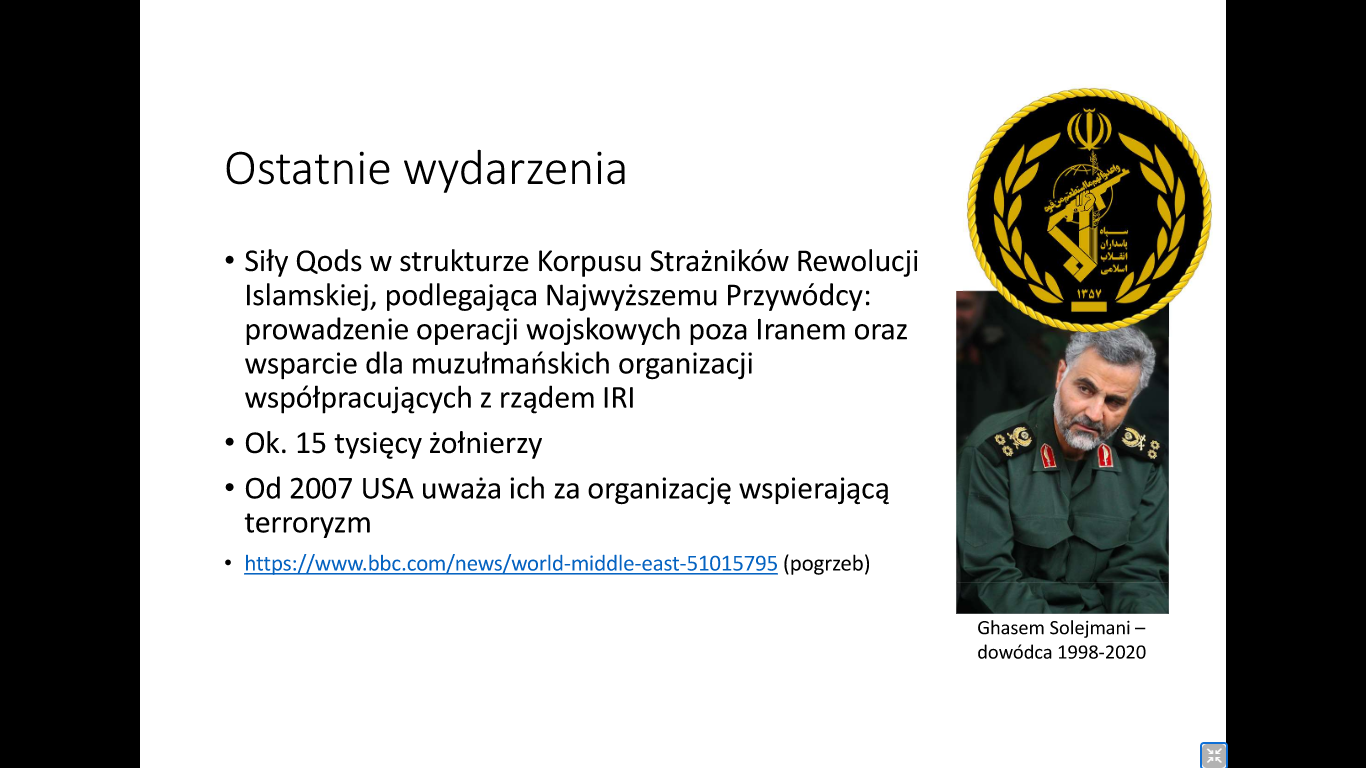 Ostatnie wydarzenia
• Siły Qods w strukturze Korpusu Strażników Rewolucji
Islamskiej, podlegająca Najwyższemu Przywódcy:
prowadzenie operacji wojskowych poza Iranem oraz
wsparcie dla muzułmańskich organizacji
współpracujących z rządem IRI
• Ok. 15 tysięcy żołnierzy
• Od 2007 USA uważa ich za organizację wspierającą
terroryzm
• https://www.bbc.com/news/world-middle-east-51015795 (pogrzeb)
سپاه
پاسداران
انقلاب
اسلامی
۱۳۵۷
Ghasem Solejmani –
dowódca 1998-2020